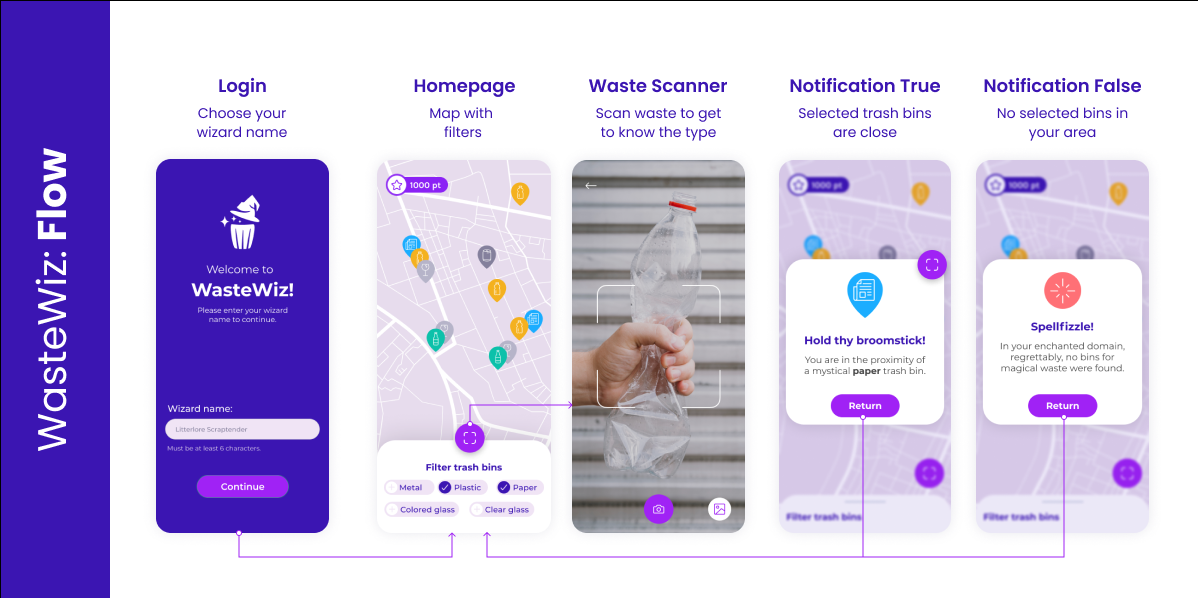 WasteWiz: Flow
Login
Choose your
wizard name
Welcome to
WasteWiz!
Please enter your wizard
name to continue.
Wizard name:
Litterlore Scraptender
Must be at least 6 characters.
Continue
Homepage
Map with
filters
1000 pt
Filter trash bins
Metal
Plastic
Paper
Colored glass
Clear glass
Waste Scanner
Scan waste to get
to know the type
Notification True
Selected trash bins
are close
1000 pt
Hold thy broomstick!
You are in the proximity of
a mystical paper trash bin.
Return
Filter trash bins
Notification False
No selected bins in
your area
1000 pt
Spellfizzle!
In your enchanted domain,
regrettably, no bins for
magical waste were found.
Return
Filter trash bins